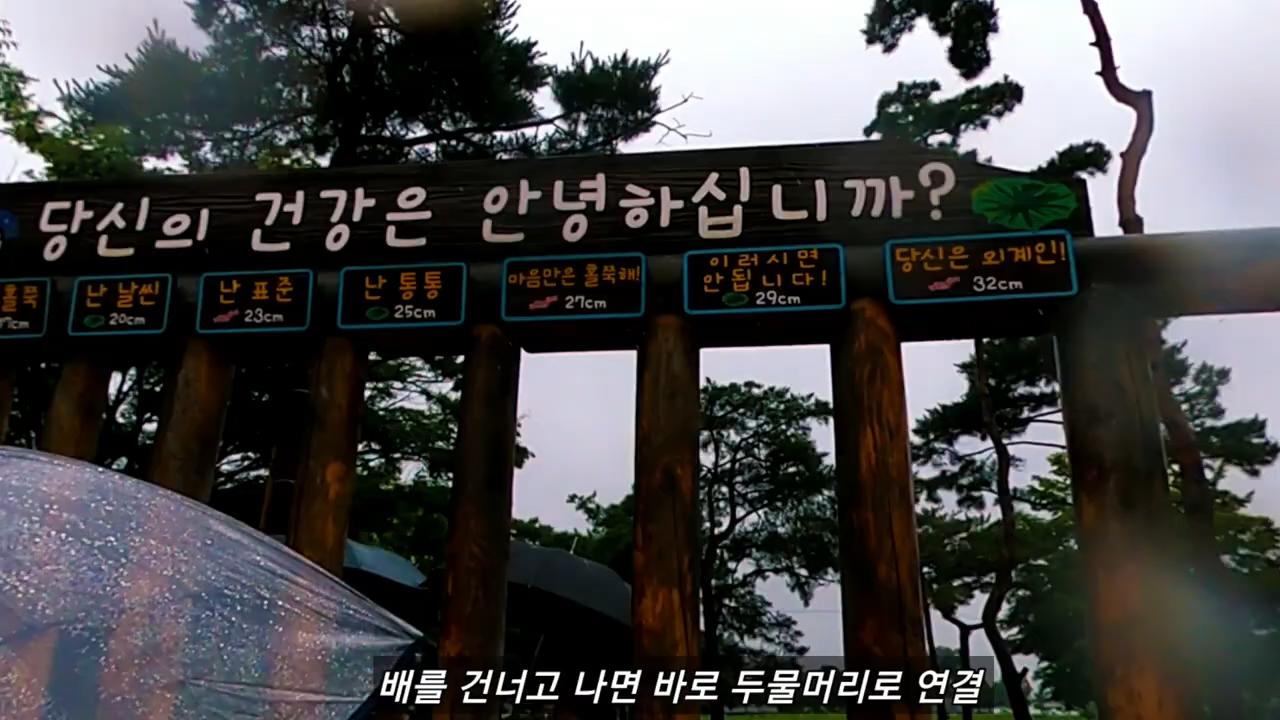 당신의 건강은 안녕하십니까?
홀쭉
난 날씬
20cm
난 표준
23cm
난 통통
25cm
마음만은 홀쭉해!
27cm
이러시면
안됩니다!
29cm
당신은 외계인!
32cm
배를 건너고 나면 바로 두물머리로 연결